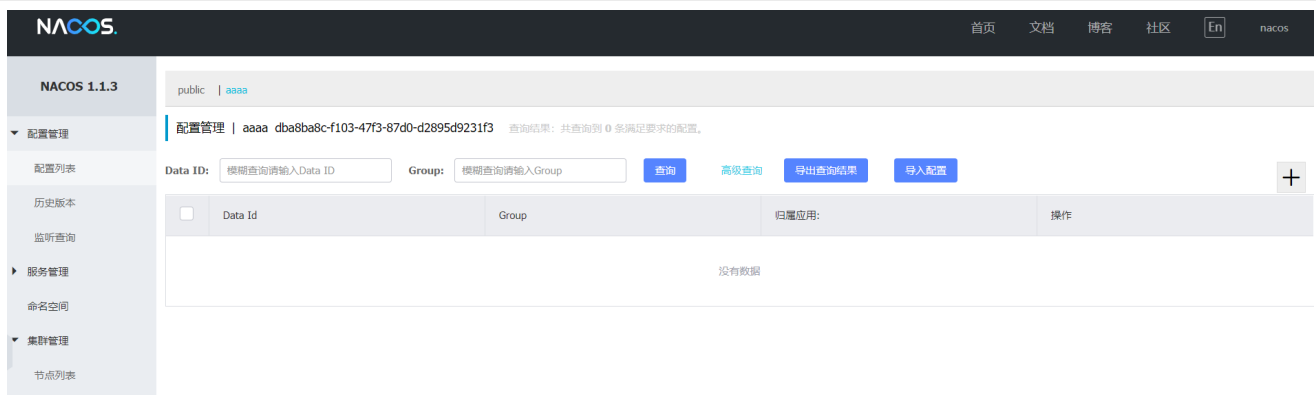 NACOS. 首页 文档 博客 社区 En nacos
NACOS 1.1.3
public | aaaa
配置管理
配置管理 | aaaa dba8ba8c-f103-47f3-87d0-d2895d9231f3 查询结果：共查询到 0 条满足要求的配置。
配置列表
Data ID: 模糊查询请输入Data ID Group: 模糊查询请输入Group 查询 高级查询 导出查询结果 导入配置 +
历史版本
Data Id Group 归属应用: 操作
监听查询
服务管理
没有数据
命名空间
集群管理
节点列表